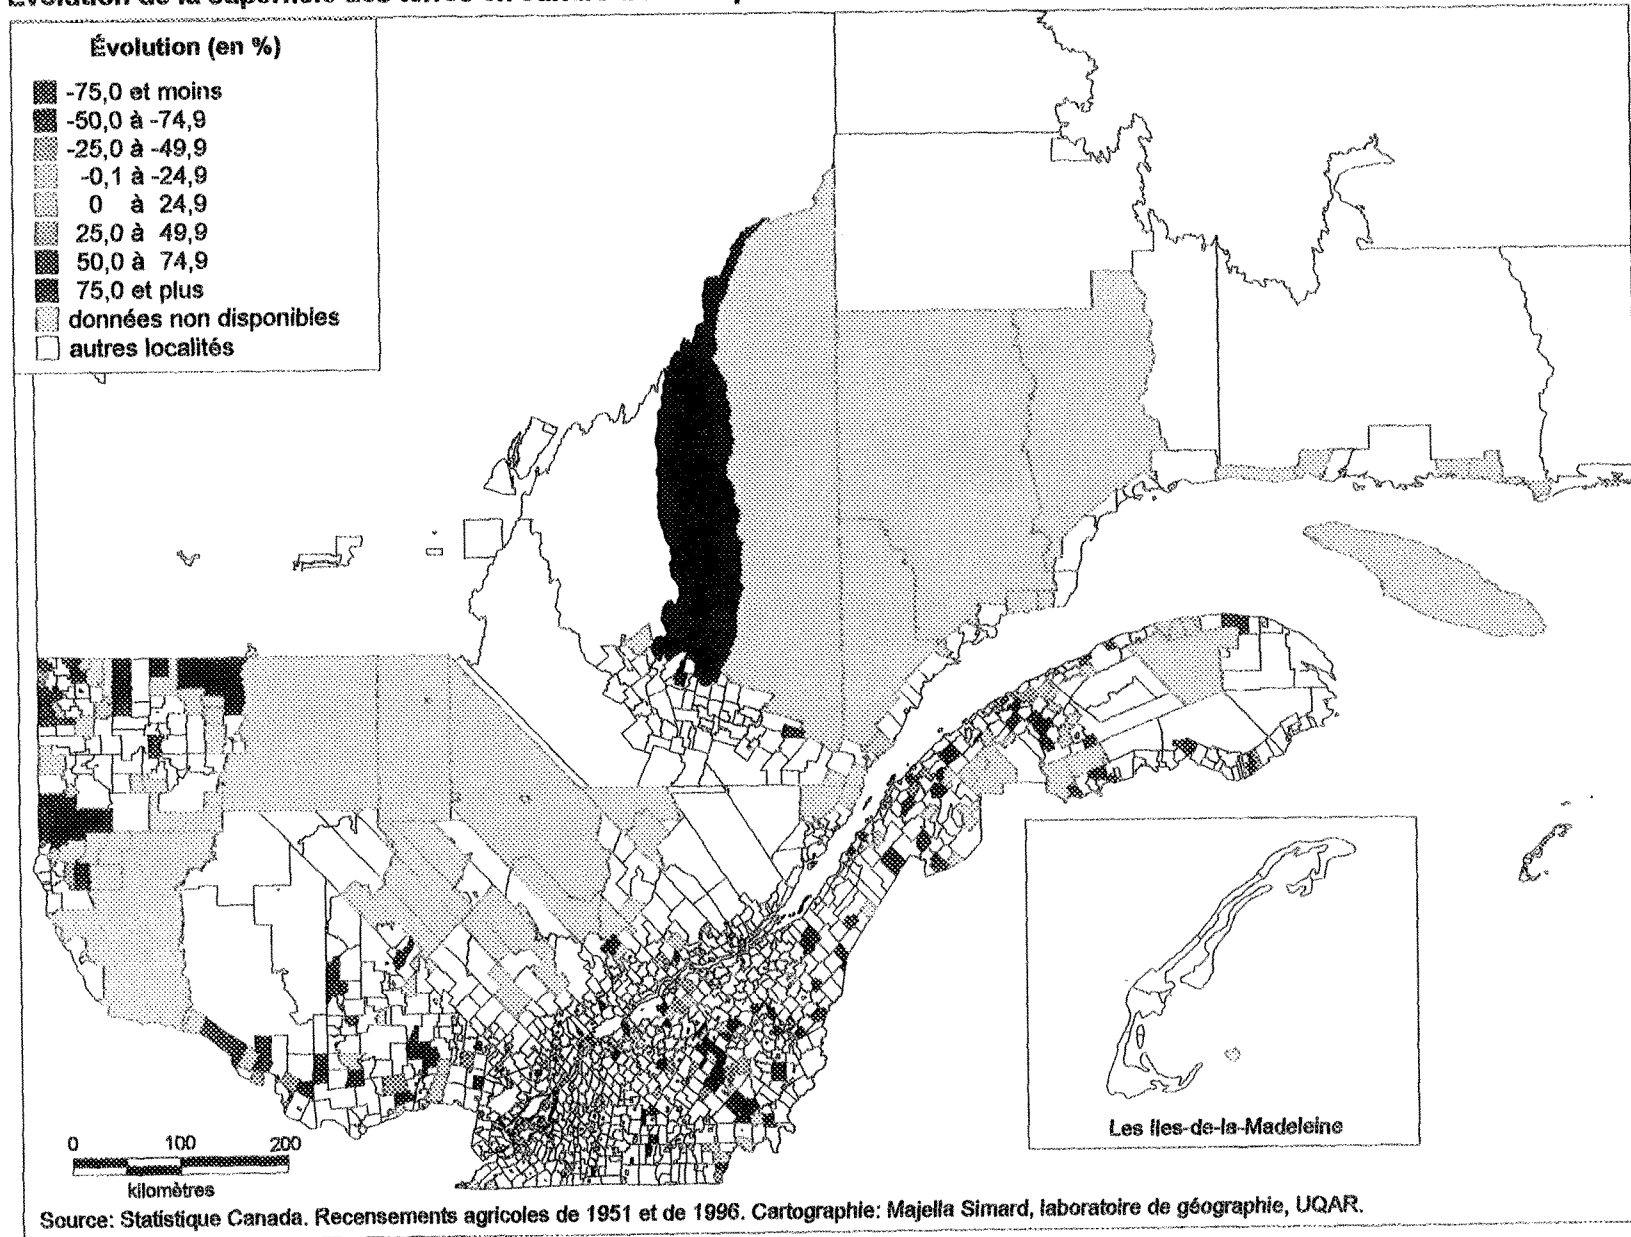 Évolution (en %)
-75,0 et moins
-50,0 à -74,9
-25,0 à -49,9
-0,1 à -24,9
0 à 24,9
25,0 à 49,9
50,0 à 74,9
75,0 et plus
données non disponibles
autres localités
0 100 200
kilomètres
Les Iles-de-la-Madeleine
Source: Statistique Canada. Recensements agricoles de 1951 et de 1996. Cartographie: Majella Simard, laboratoire de géographie, UQAR.